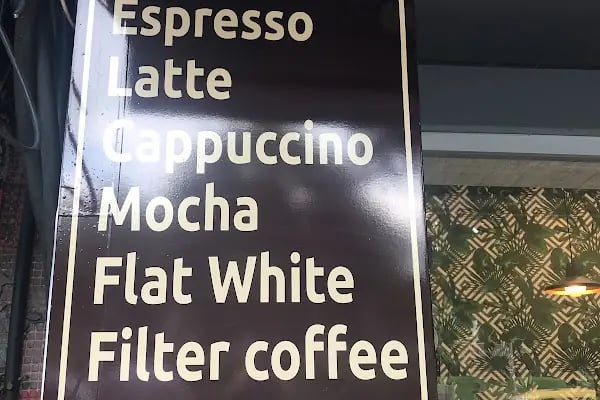 Espresso
Latte
Cappuccino
Mocha
Flat White
Filter coffee